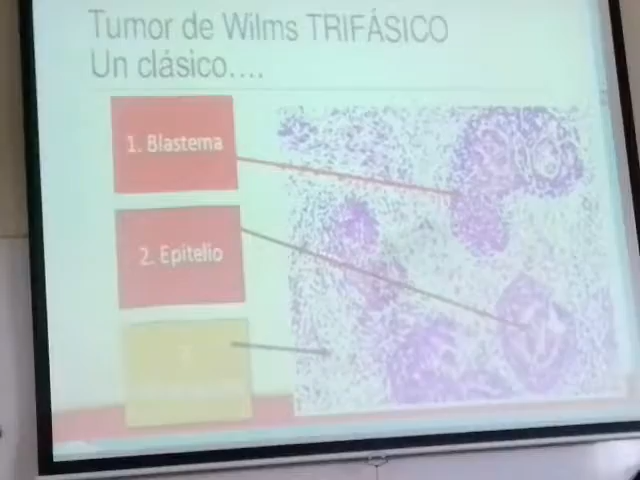 Tumor de Wilms TRIFÁSICO
Un clásico....
1. Blastema
2. Epitelio